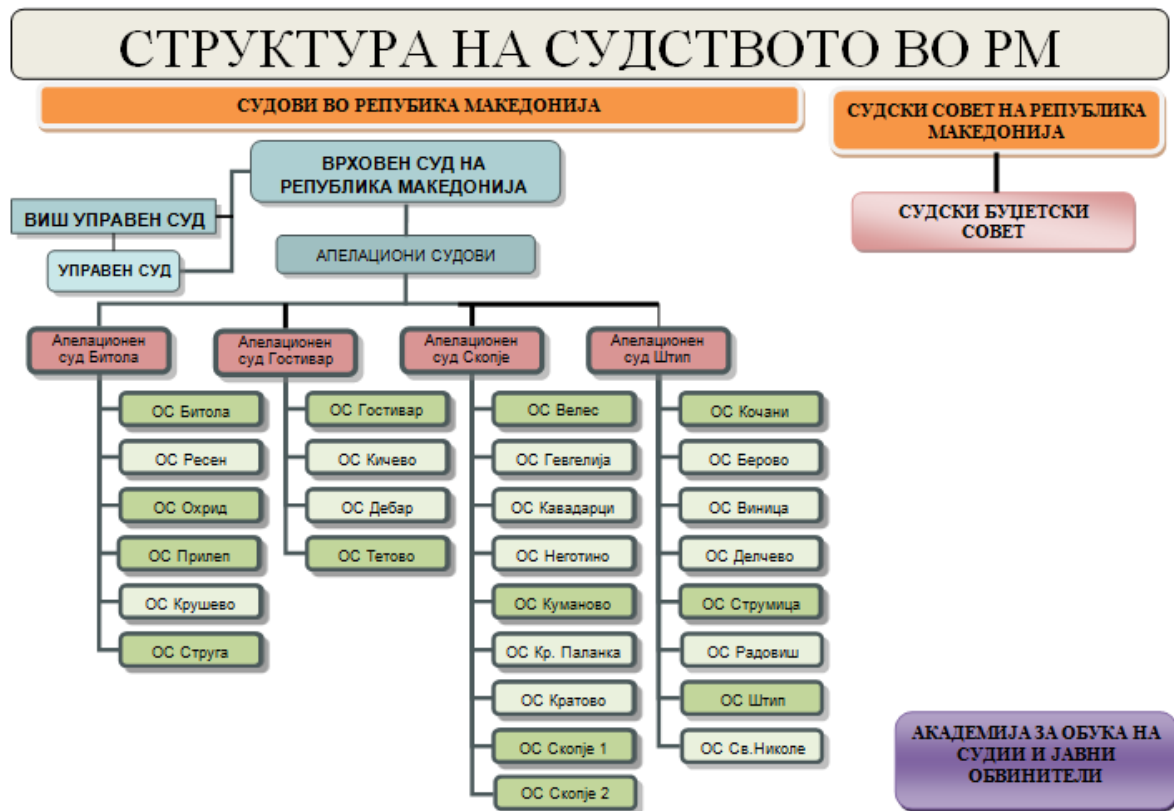 СТРУКТУРА НА СУДСТВОТО ВО РМ
СУДОВИ ВО РЕПУБИКА МАКЕДОНИЈА
СУДСКИ СОВЕТ НА РЕПУБЛИКА
МАКЕДОНИЈА
ВРХОВЕН СУД НА
РЕПУБЛИКА МАКЕДОНИЈА
СУДСКИ БУЏЕТСКИ
СОВЕТ
ВИШ УПРАВЕН СУД
УПРАВЕН СУД
АПЕЛАЦИОНИ СУДОВИ
Апелационен
суд Битола
ОС Битола
ОС Ресен
ОС Охрид
ОС Прилеп
ОС Крушево
ОС Струга
Апелационен
суд Гостивар
ОС Гостивар
ОС Кичево
ОС Дебар
ОС Тетово
Апелационен
суд Скопје
ОС Велес
ОС Гевгелија
ОС Кавадарци
ОС Неготино
ОС Куманово
ОС Кр. Паланка
ОС Кратово
ОС Скопје 1
ОС Скопје 2
Апелационен
суд Штип
ОС Кочани
ОС Берово
ОС Виница
ОС Делчево
ОС Струмица
ОС Радовиш
ОС Штип
ОС Св.Николе
АКАДЕМИЈА ЗА ОБУКА НА
СУДИИ И ЈАВНИ
ОБВИНИТЕЛИ